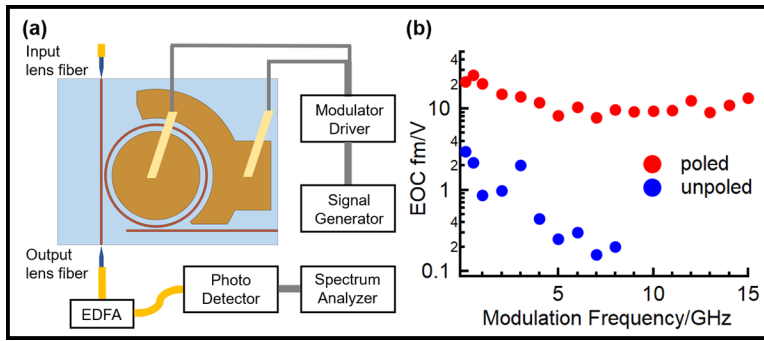 (a)
Input
lens fiber
Modulator
Driver
Signal
Generator
Output
lens fiber
Photo
Detector
Spectrum
Analyzer
EDFA
(b)
EOC fm/V
4
2
10
4
2
1
4
2
0.1
poled
unpoled
5
10
15
Modulation Frequency/GHz